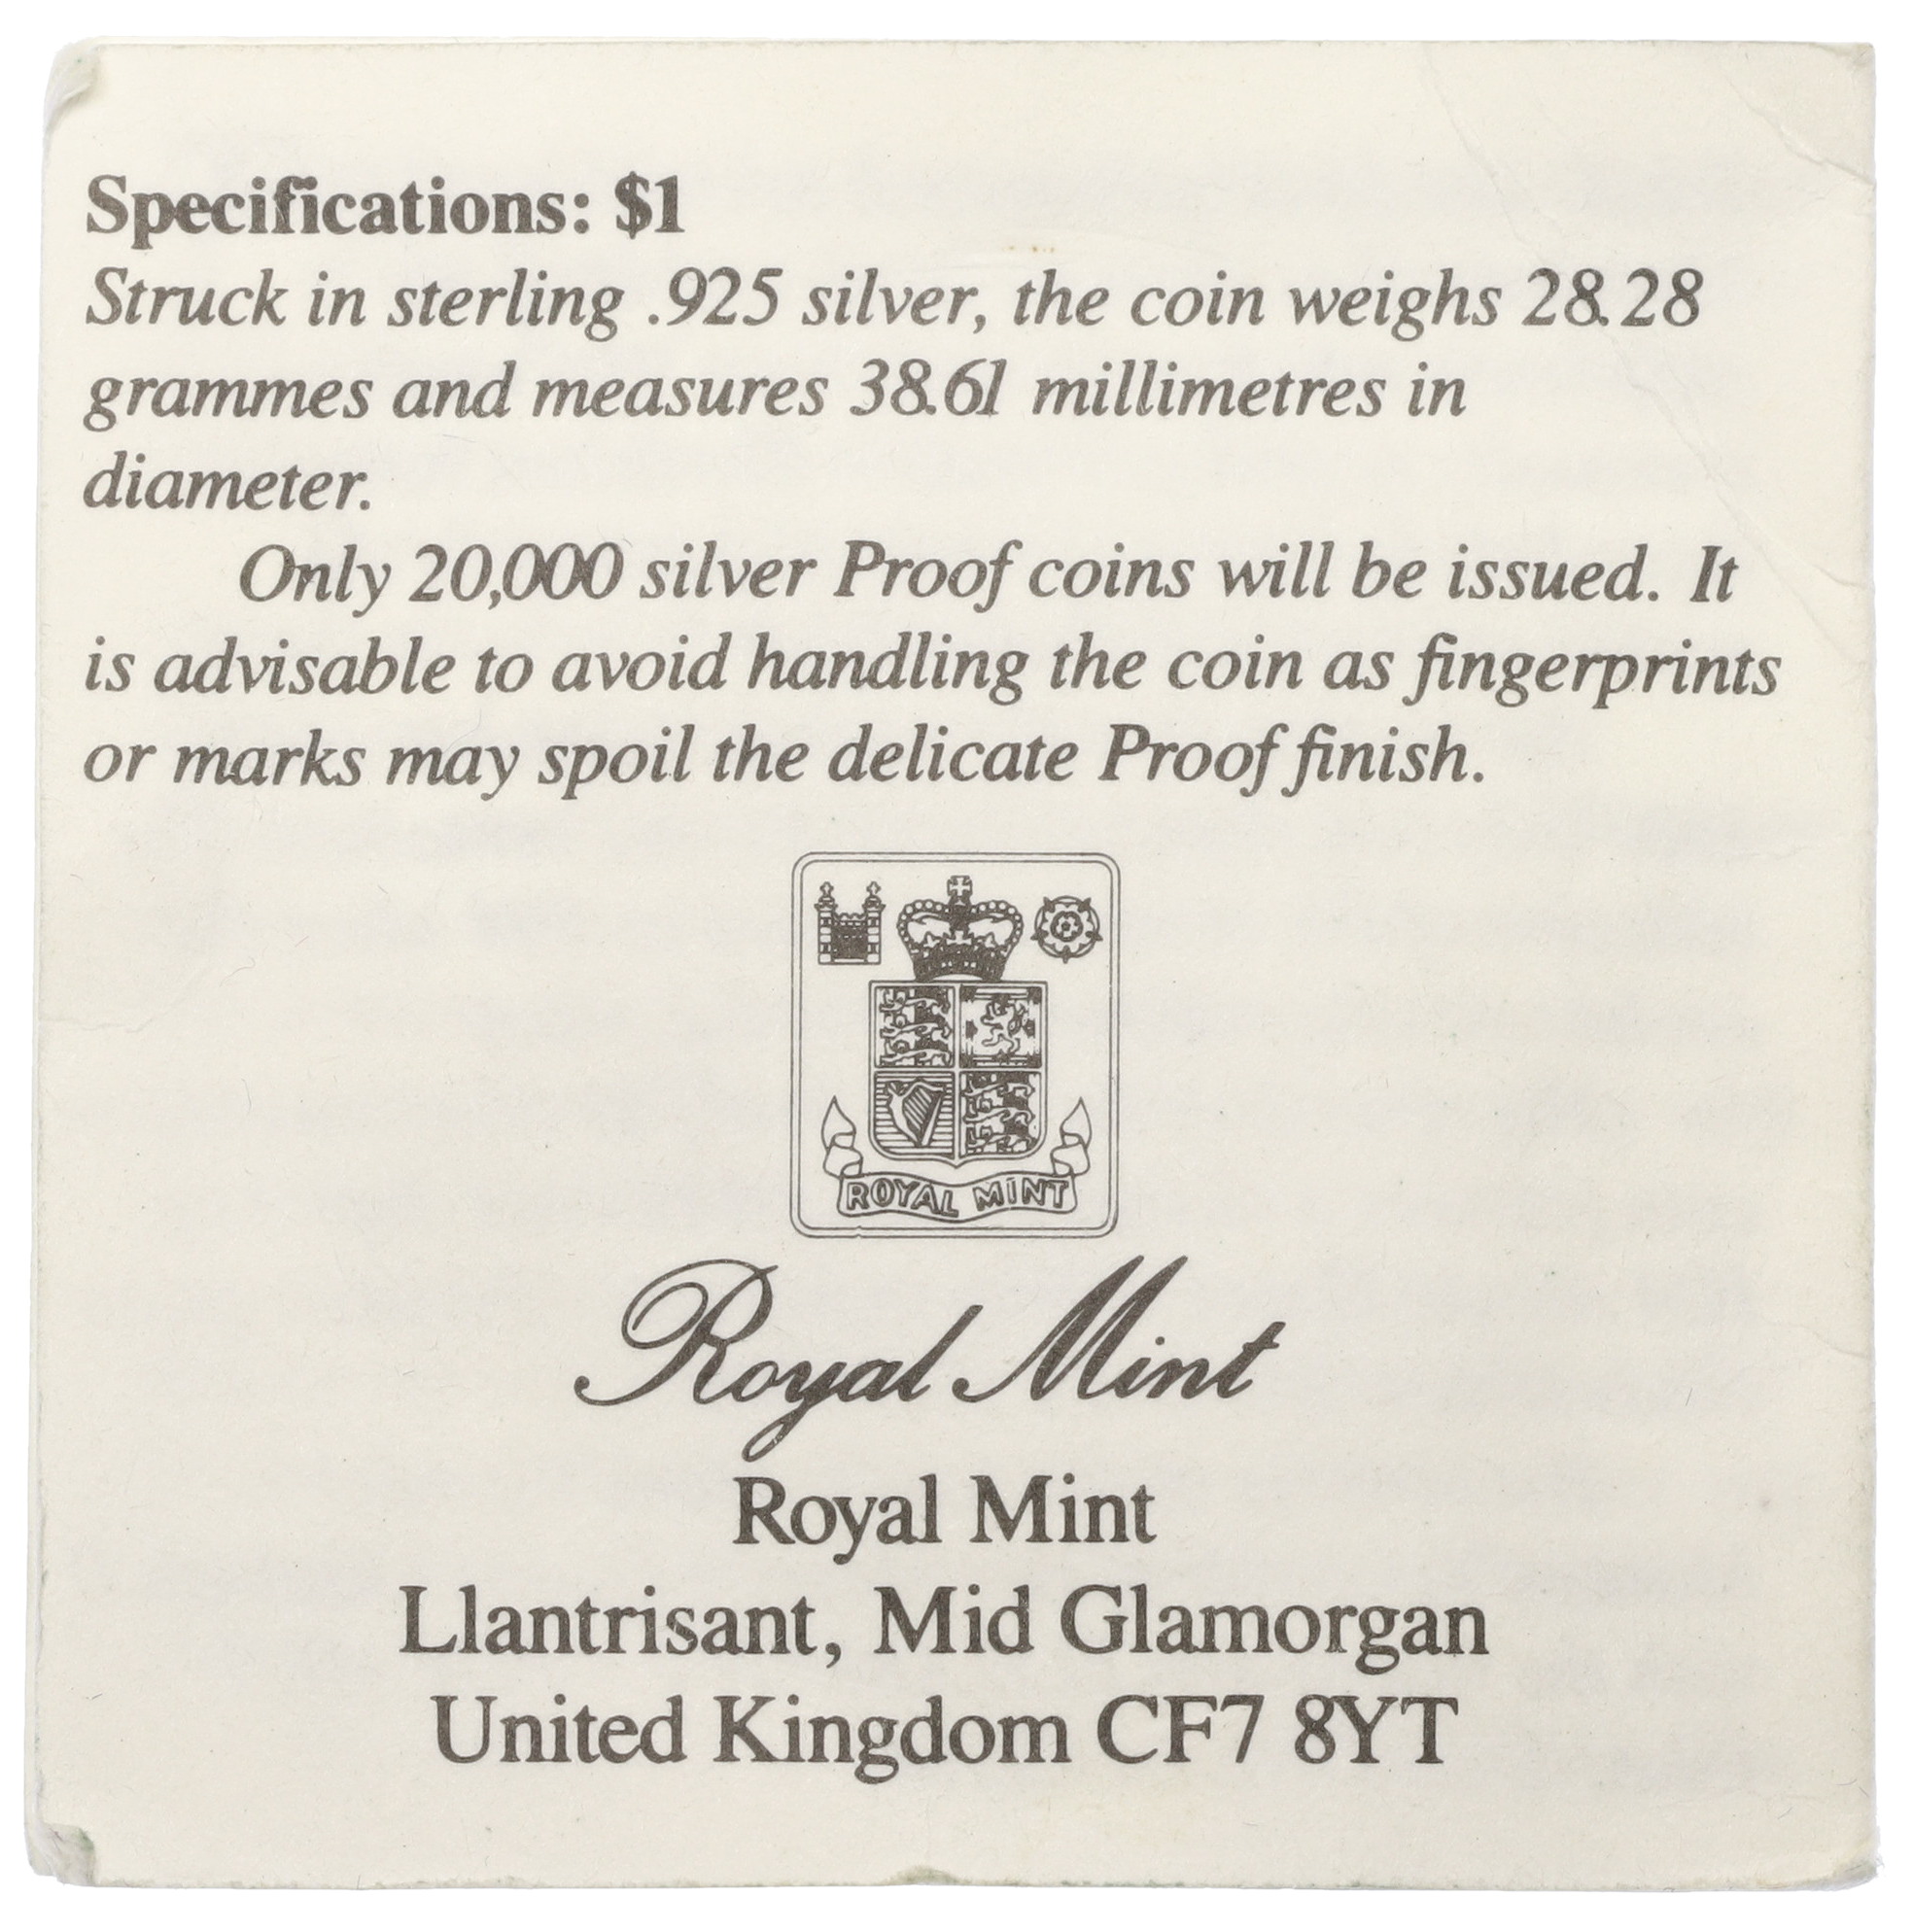 Specifications: $1
Struck in sterling .925 silver, the coin weighs 28.28
grammes and measures 38.61 millimetres in
diameter.
Only 20,000 silver Proof coins will be issued. It
is advisable to avoid handling the coin as fingerprints
or marks may spoil the delicate Proof finish.
ROYAL MINT
Royal Mint
Royal Mint
Llantrisant, Mid Glamorgan
United Kingdom CF7 8YT